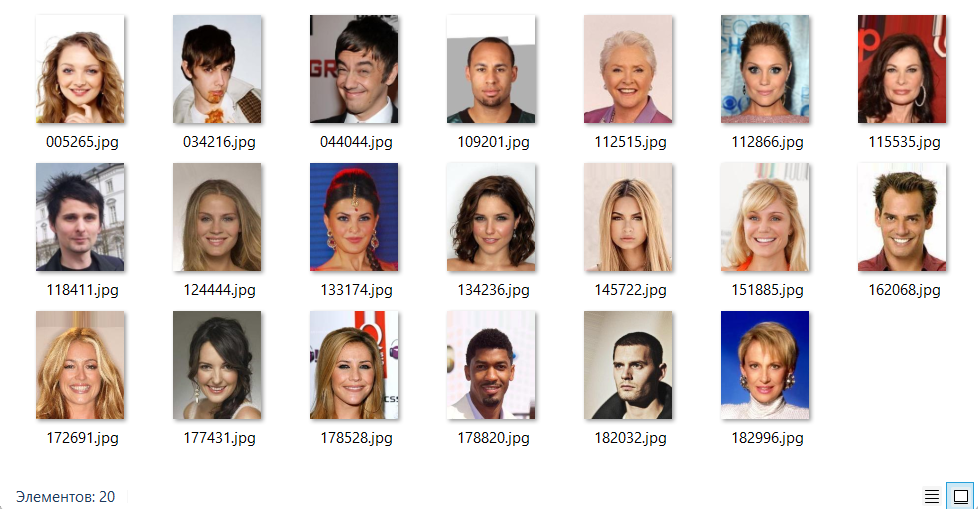 005265.jpg 034216.jpg 044044.jpg 109201.jpg 112515.jpg 112866.jpg 115535.jpg
118411.jpg 124444.jpg 133174.jpg 134236.jpg 145722.jpg 151885.jpg 162068.jpg
172691.jpg 177431.jpg 178528.jpg 178820.jpg 182032.jpg 182996.jpg
Элементов: 20